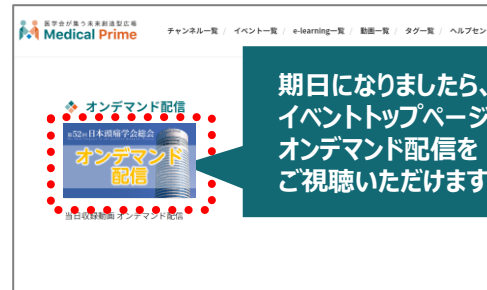 医学会が集う未来創造型広場
Medical Prime
チャンネル一覧 / イベント一覧 / e-learning一覧 / 動画一覧 / タグ一覧 / ヘルプセン
オンデマンド配信
第52回日本頭痛学会総会
オンデマンド
配信
当日収録動画 オンデマンド配信
期日になりましたら、
イベントトップページ
オンデマンド配信を
ご視聴いただけます